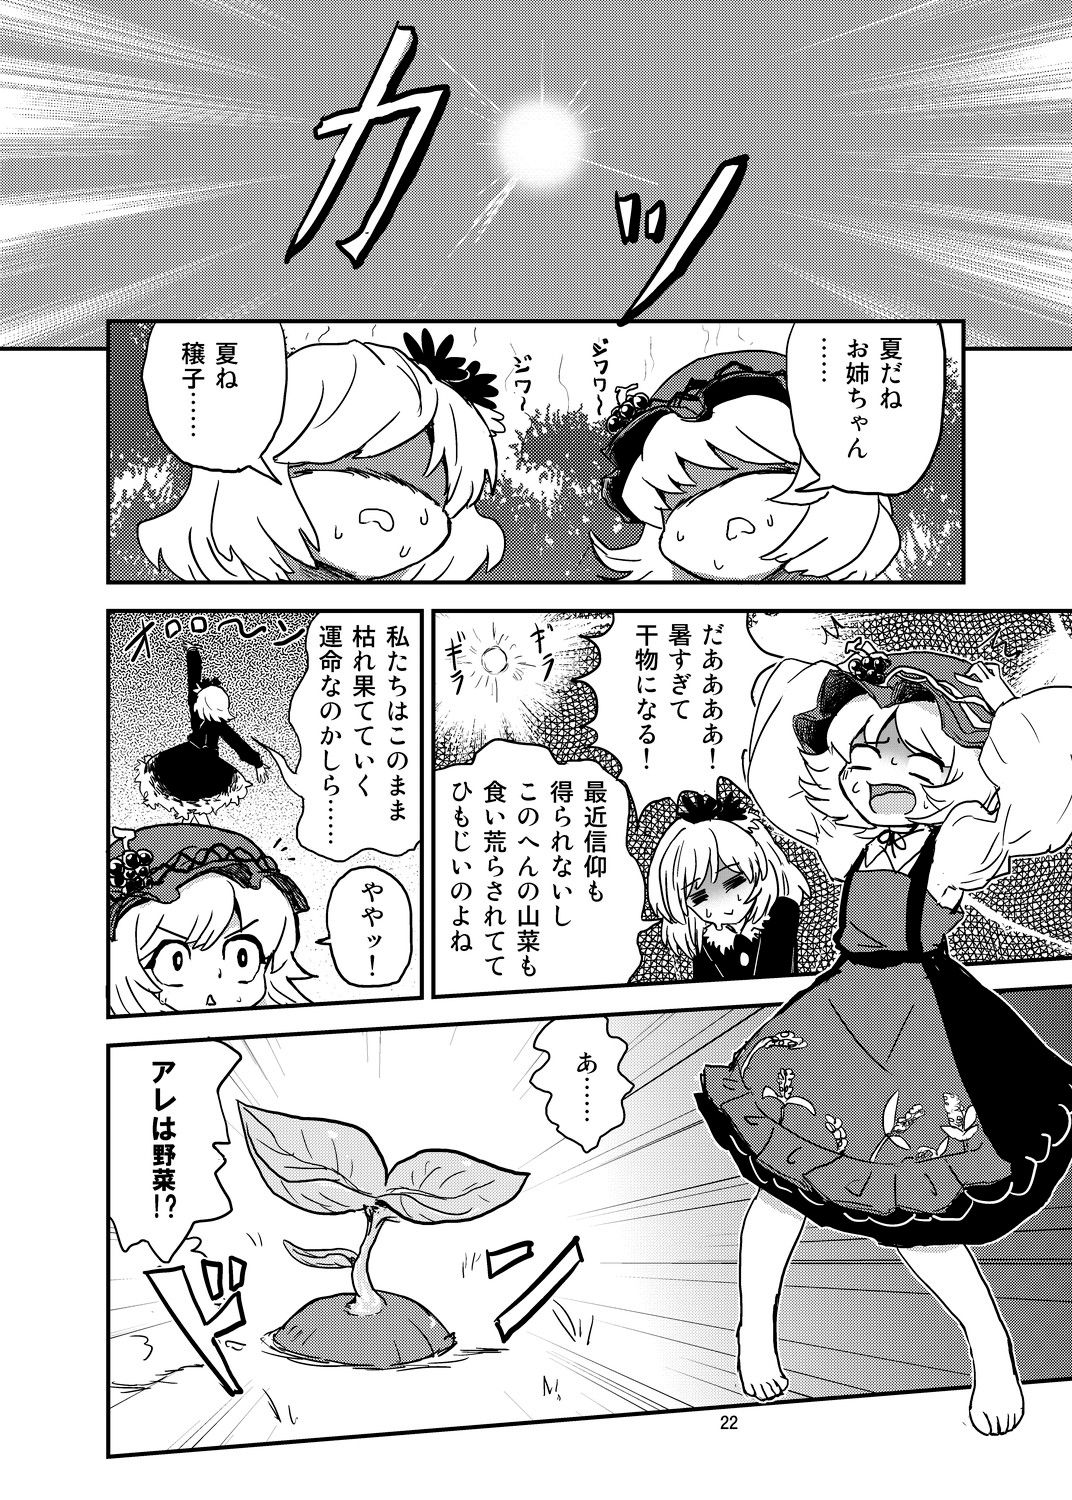 カッ
夏だね
お姉ちゃん
……
ジワ～
ジワ～
夏ね
穣子……
だあああああ！
暑すぎて
干物になる！
ギラ
ギラ
最近信仰も
得られないし
このへんの山菜も
食い荒らされてて
ひもじいのよね
私たちはこのまま
枯れ果てていく
運命なのかしら……
オロロ～ン
ややッ！
あ……
アレは野菜！？
ドン
22